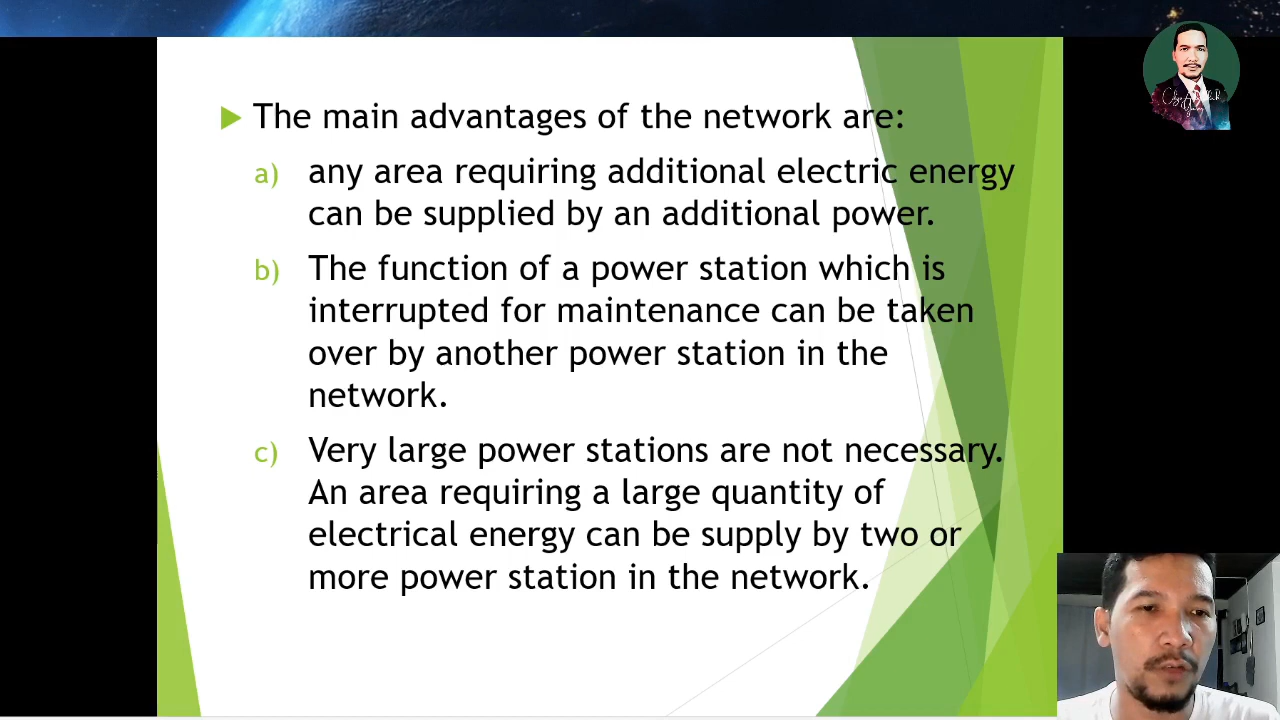 The main advantages of the network are:
a) any area requiring additional electric energy
can be supplied by an additional power.
b) The function of a power station which is
interrupted for maintenance can be taken
over by another power station in the
network.
c) Very large power stations are not necessary.
An area requiring a large quantity of
electrical energy can be supply by two or
more power station in the network.